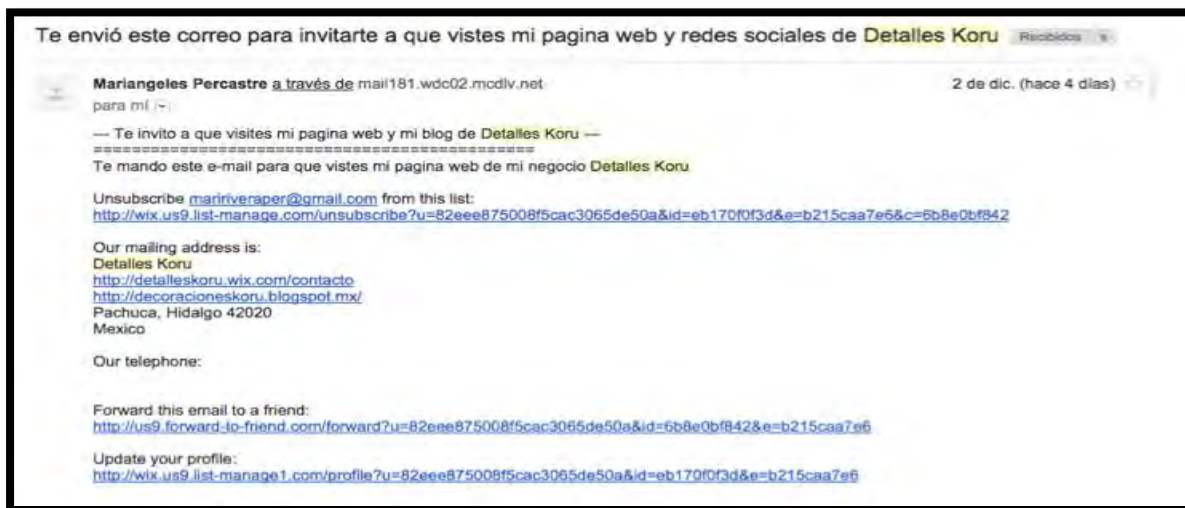 Te envió este correo para invitarte a que vistes mi pagina web y redes sociales de Detalles Koru Recibidos x
Mariangeles Percastre a través de mail181.wdc02.mcdlv.net 2 de dic. (hace 4 días)
para mí
--- Te invito a que visites mi pagina web y mi blog de Detalles Koru ---
==============================================
Te mando este e-mail para que vistes mi pagina web de mi negocio Detalles Koru
Unsubscribe maririveraper@gmail.com from this list:
http://wix.us9.list-manage.com/unsubscribe?u=82eee875008f5cac3065de50a&id=eb170f0f3d&e=b215caa7e6&c=6b8e0bf842
Our mailing address is:
Detalles Koru
http://detalleskoru.wix.com/contacto
http://decoracioneskoru.blogspot.mx/
Pachuca, Hidalgo 42020
Mexico
Our telephone:
Forward this email to a friend:
http://us9.forward-to-friend.com/forward?u=82eee875008f5cac3065de50a&id=6b8e0bf842&e=b215caa7e6
Update your profile:
http://wix.us9.list-manage1.com/profile?u=82eee875008f5cac3065de50a&id=eb170f0f3d&e=b215caa7e6